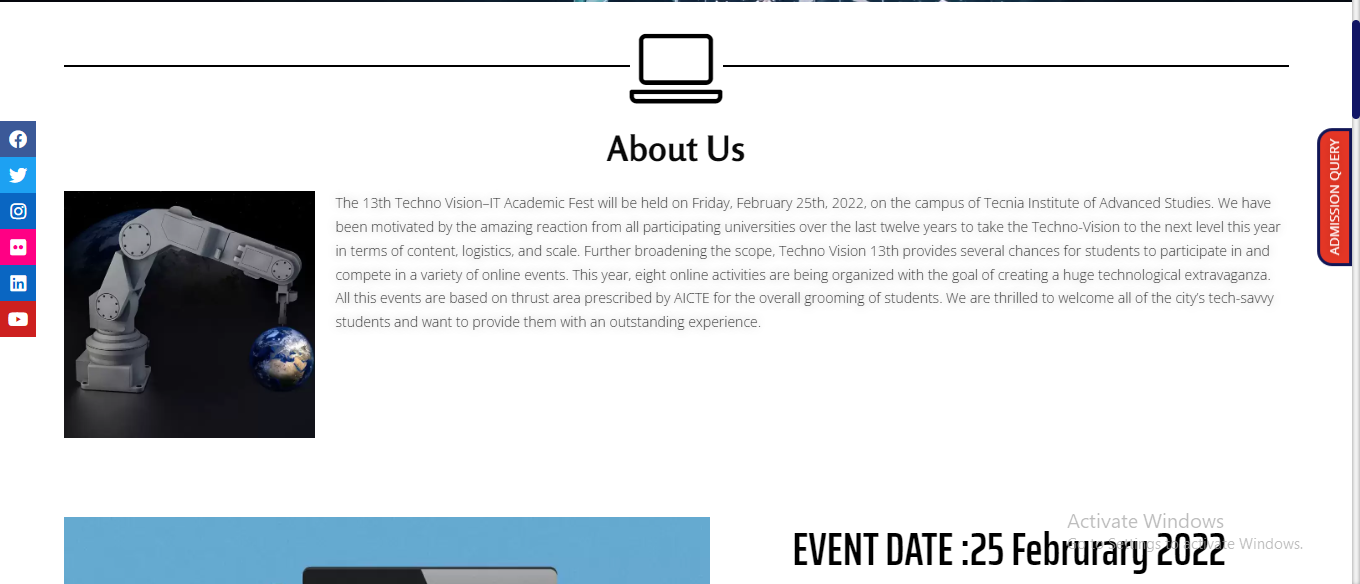 About Us
The 13th Techno Vision–IT Academic Fest will be held on Friday, February 25th, 2022, on the campus of Tecnia Institute of Advanced Studies. We have
been motivated by the amazing reaction from all participating universities over the last twelve years to take the Techno-Vision to the next level this year
in terms of content, logistics, and scale. Further broadening the scope, Techno Vision 13th provides several chances for students to participate in and
compete in a variety of online events. This year, eight online activities are being organized with the goal of creating a huge technological extravaganza.
All this events are based on thrust area prescribed by AICTE for the overall grooming of students. We are thrilled to welcome all of the city's tech-savvy
students and want to provide them with an outstanding experience.
ADMISSION QUERY
EVENT DATE :25 Februrary 2022
Activate Windows
Go to Settings to activate Windows.